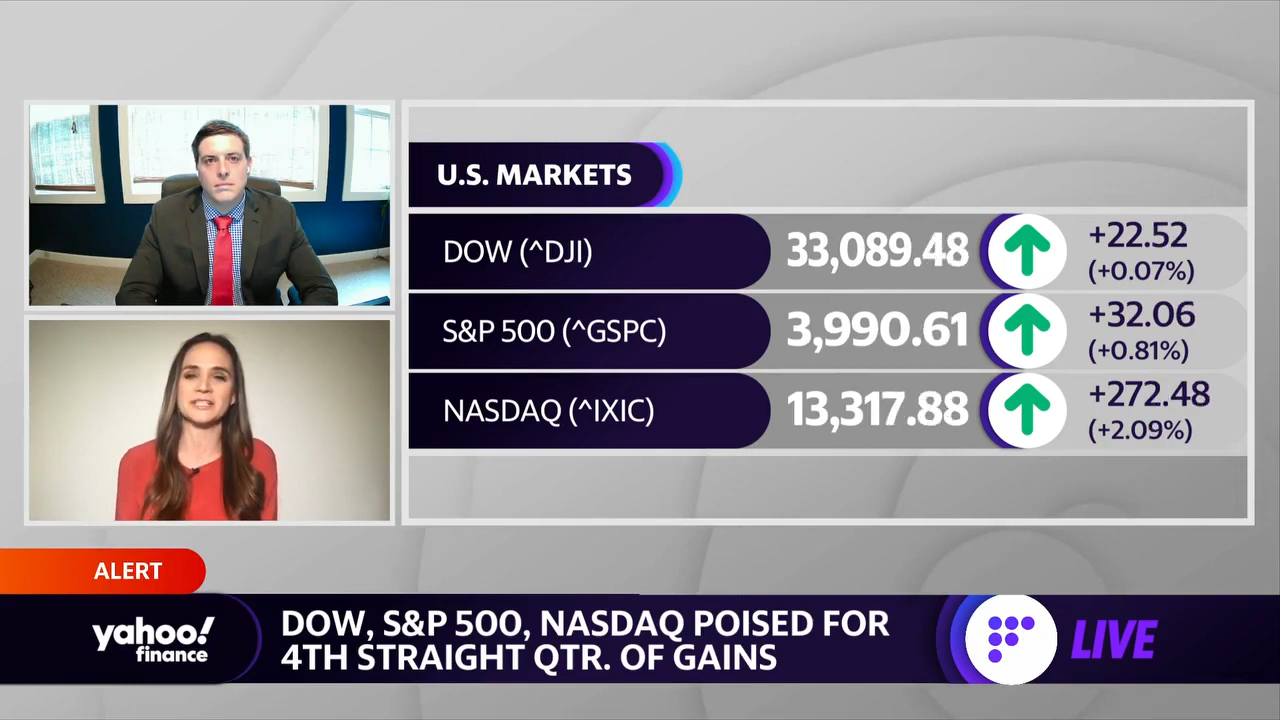 U.S. MARKETS
DOW (^DJI) 33,089.48 +22.52 (+0.07%)
S&P 500 (^GSPC) 3,990.61 +32.06 (+0.81%)
NASDAQ (^IXIC) 13,317.88 +272.48 (+2.09%)
ALERT
yahoo! finance
DOW, S&P 500, NASDAQ POISED FOR
4TH STRAIGHT QTR. OF GAINS
LIVE